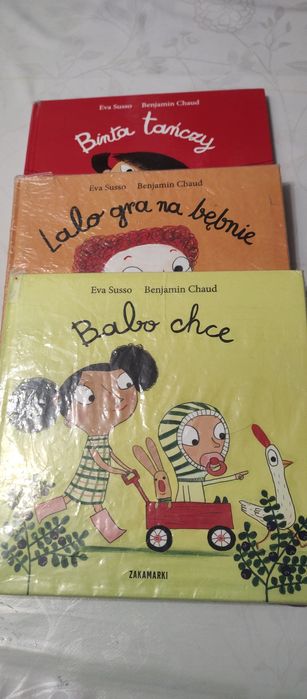 Eva Susso Benjamin Chaud
Binta tańczy
Eva Susso Benjamin Chaud
Lalo gra na bębnie
Eva Susso Benjamin Chaud
Babo chce
ZAKAMARKI